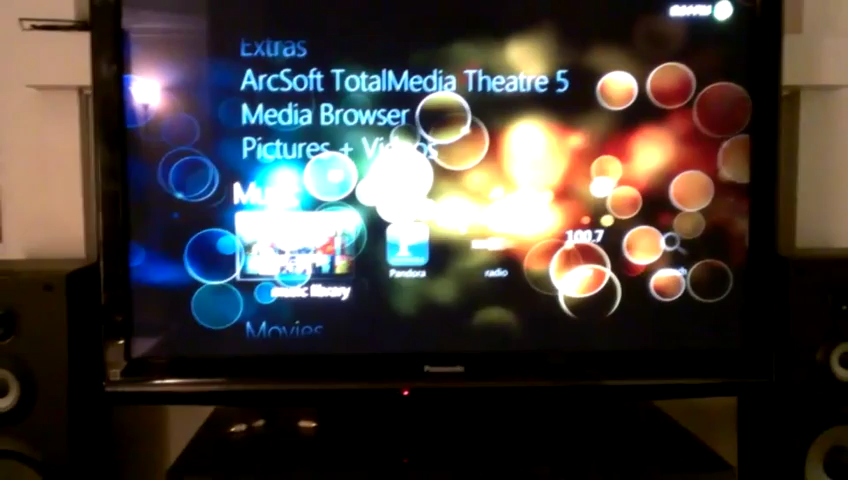 Extras
ArcSoft TotalMedia Theatre 5
Media Browser
Pictures + Videos
Music
Pandora
radio
100.7
music library
Movies
Panasonic